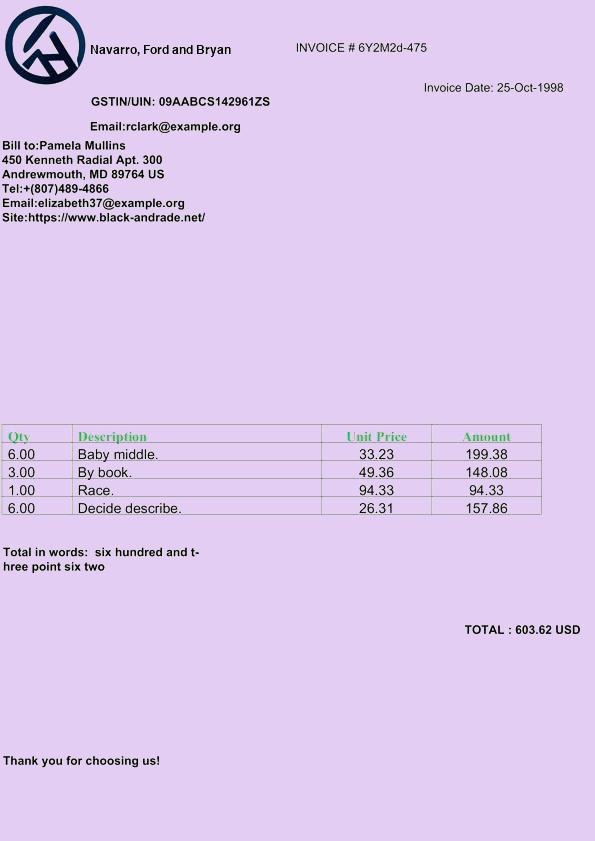 Navarro, Ford and Bryan
INVOICE # 6Y2M2d-475
Invoice Date: 25-Oct-1998
GSTIN/UIN: 09AABCS142961ZS
Email:rclark@example.org
Bill to:Pamela Mullins
450 Kenneth Radial Apt. 300
Andrewmouth, MD 89764 US
Tel:+(807)489-4866
Email:elizabeth37@example.org
Site:https://www.black-andrade.net/
Qty Description Unit Price Amount
6.00 Baby middle. 33.23 199.38
3.00 By book. 49.36 148.08
1.00 Race. 94.33 94.33
6.00 Decide describe. 26.31 157.86
Total in words:  six hundred and t-
hree point six two
TOTAL : 603.62 USD
Thank you for choosing us!